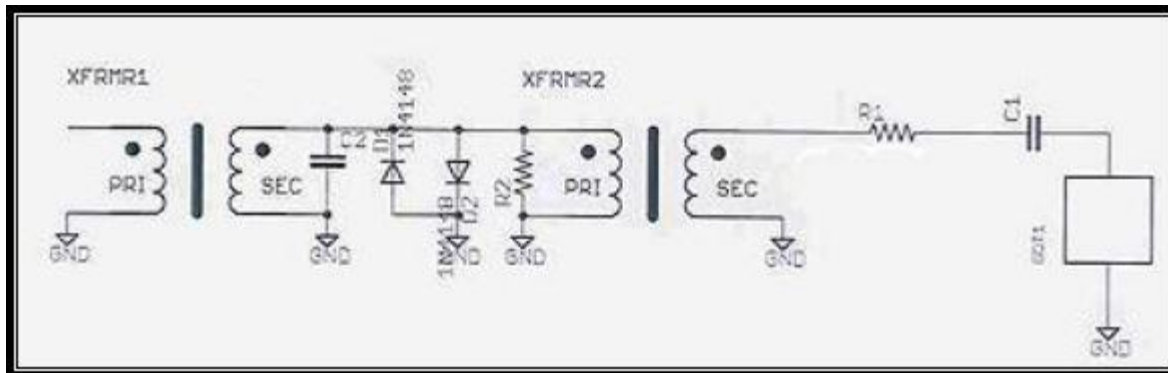 XFRMR1
PRI
GND
SEC
C2
GND
D1
1N4148
1N4148
D2
GND
R2
GND
XFRMR2
PRI
SEC
GND
R1
C1
GDT1
GND